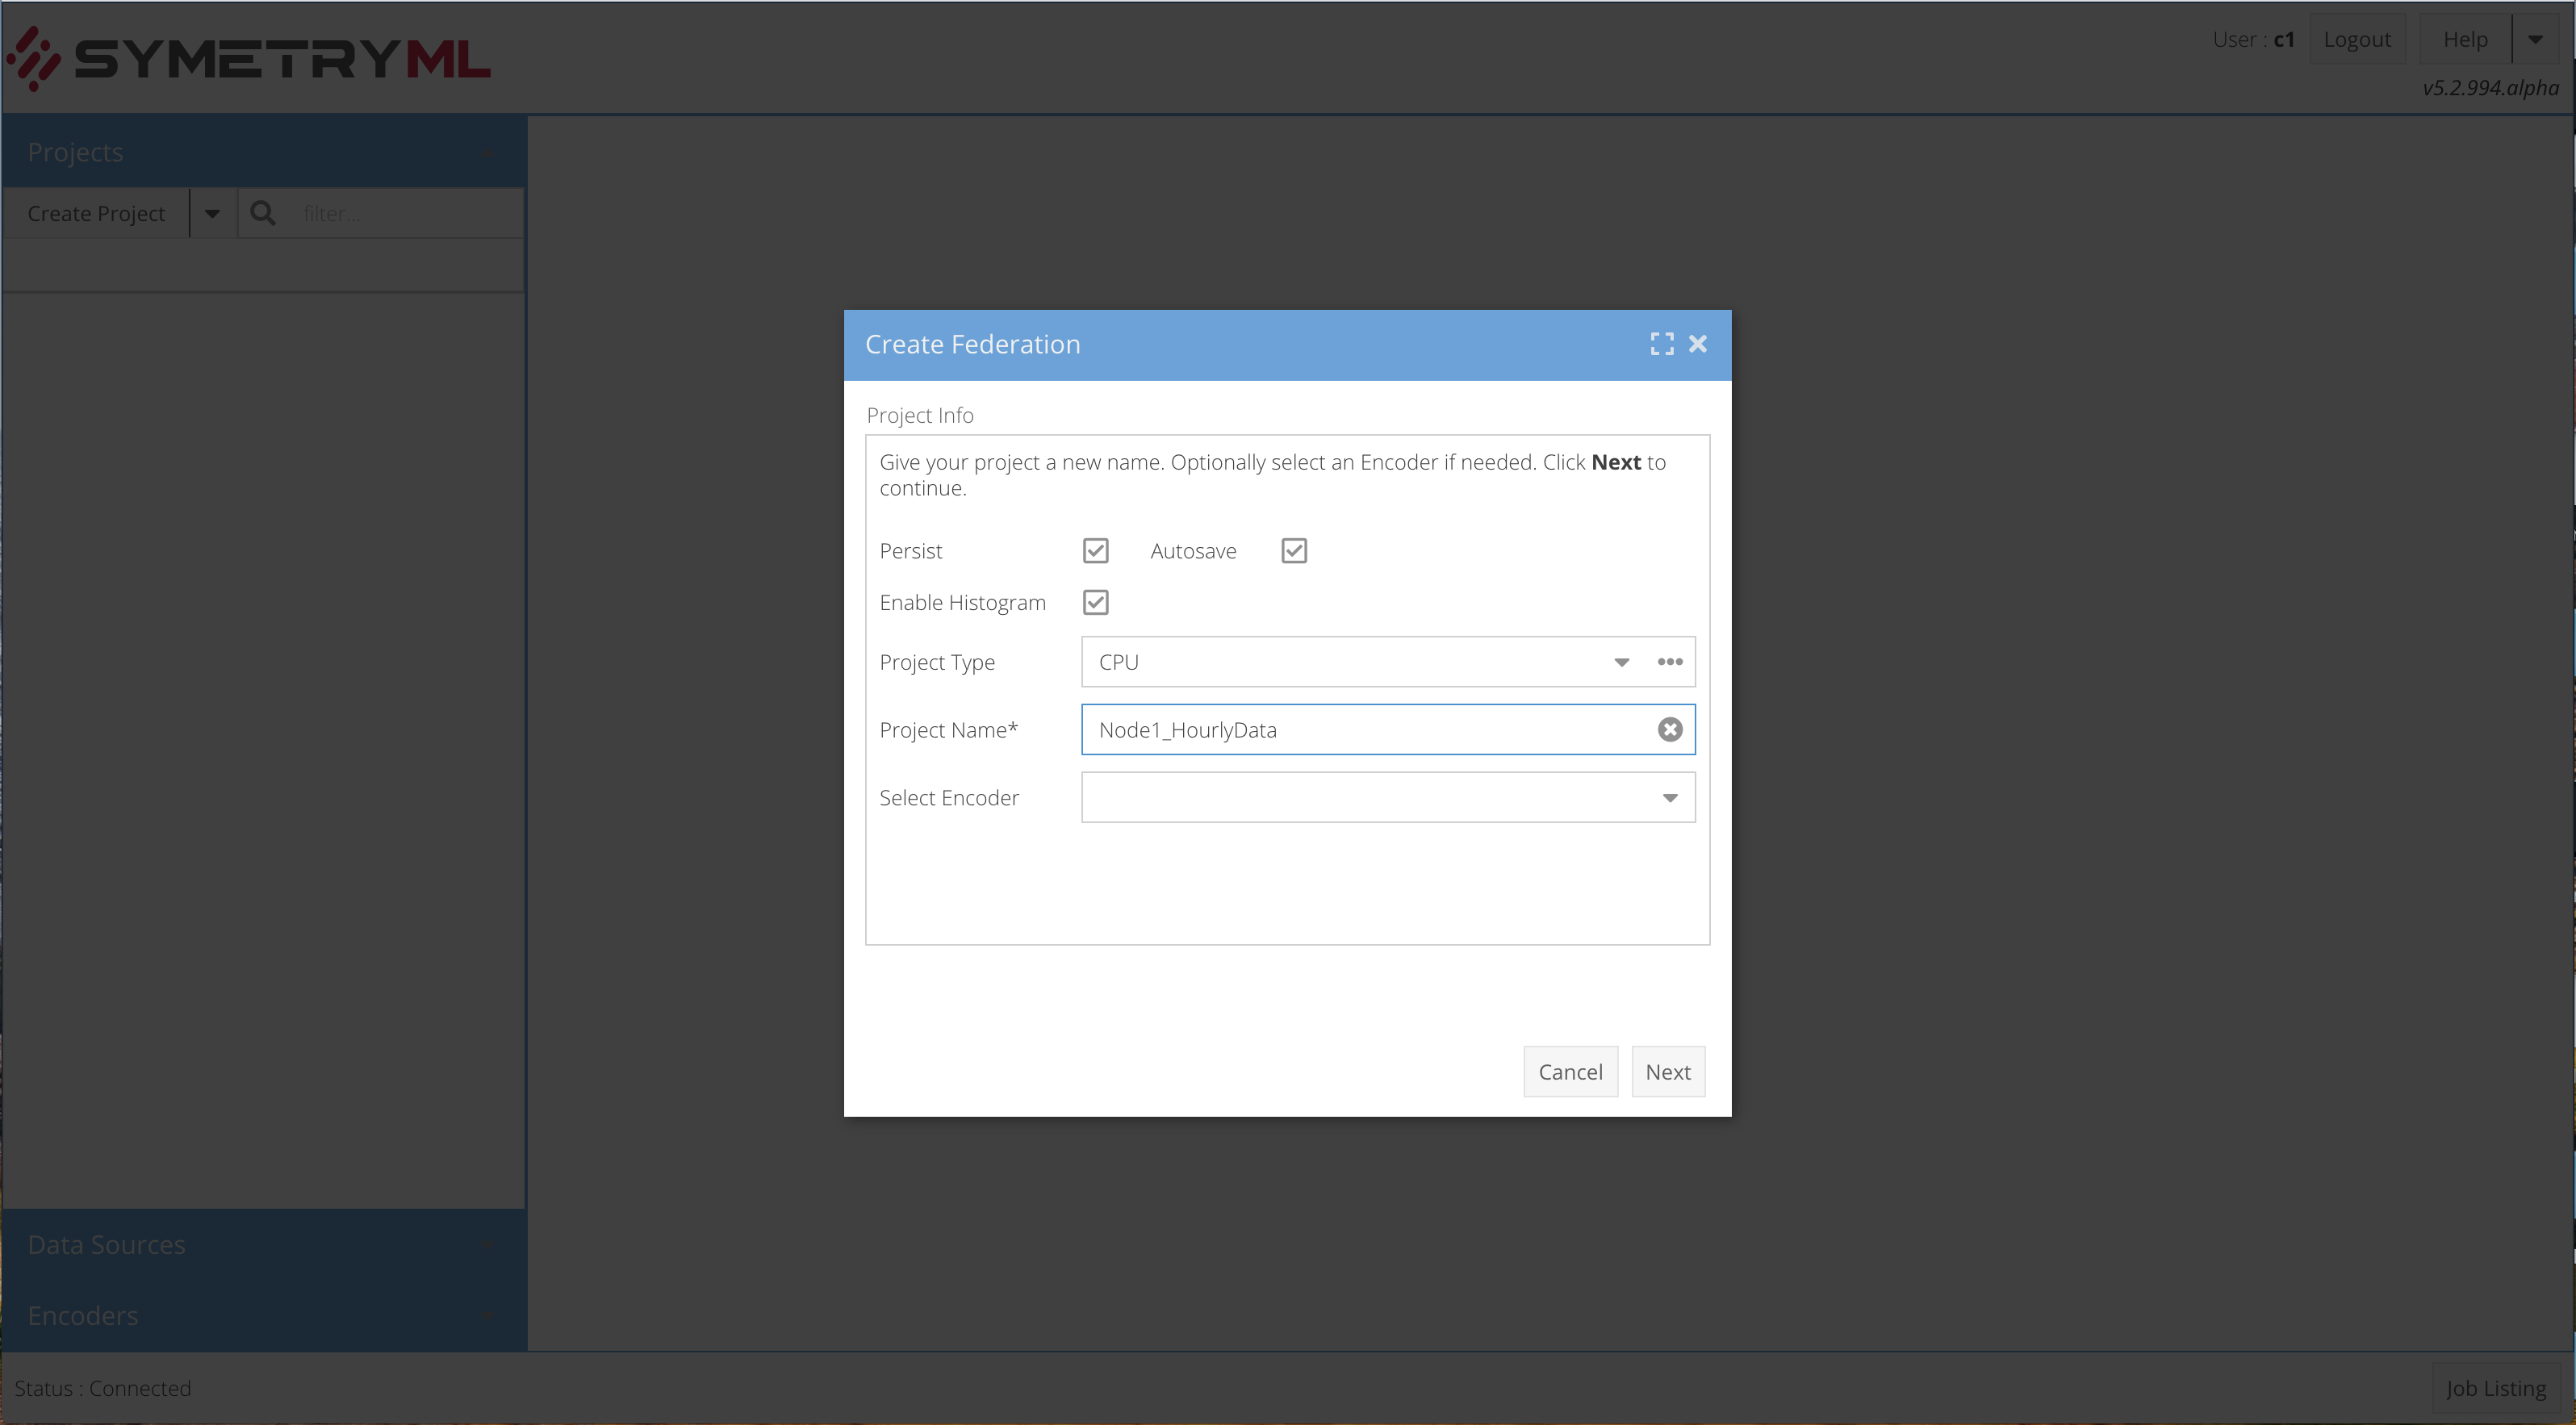 SYMETRYML
User : c1
Logout
Help
v5.2.994.alpha
Projects
Create Project
filter...
Create Federation
Project Info
Give your project a new name. Optionally select an Encoder if needed. Click Next to
continue.
Persist
Autosave
Enable Histogram
Project Type
CPU
Project Name*
Node1_HourlyData
Select Encoder
Cancel
Next
Data Sources
Encoders
Status : Connected
Job Listing